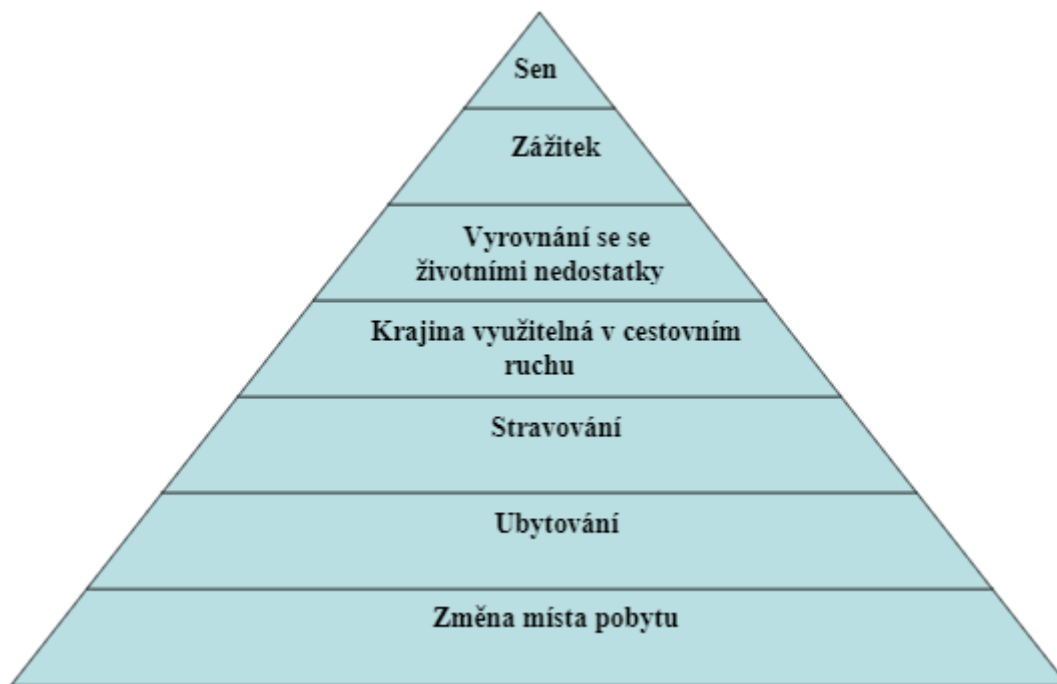 Sen
Zážitek
Vyrovnání se se
životními nedostatky
Krajina využitelná v cestovním
ruchu
Stravování
Ubytování
Změna místa pobytu